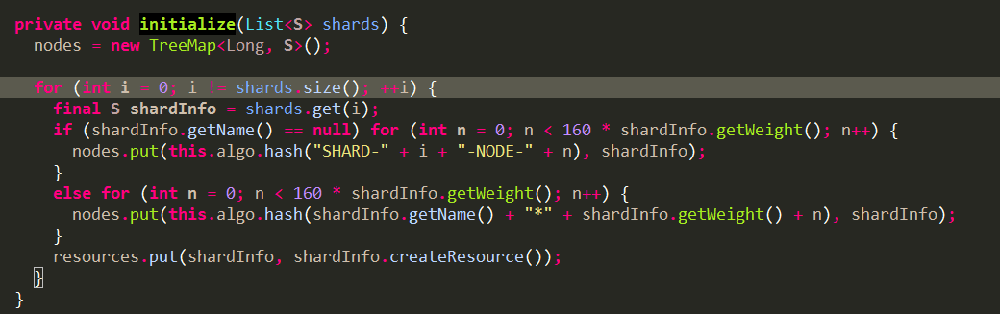 private void initialize(List<S> shards) {
  nodes = new TreeMap<Long, S>();

  for (int i = 0; i != shards.size(); ++i) {
    final S shardInfo = shards.get(i);
    if (shardInfo.getName() == null) for (int n = 0; n < 160 * shardInfo.getWeight(); n++) {
      nodes.put(this.algo.hash("SHARD-" + i + "-NODE-" + n), shardInfo);
    }
    else for (int n = 0; n < 160 * shardInfo.getWeight(); n++) {
      nodes.put(this.algo.hash(shardInfo.getName() + "*" + shardInfo.getWeight() + n), shardInfo);
    }
    resources.put(shardInfo, shardInfo.createResource());
  }
}